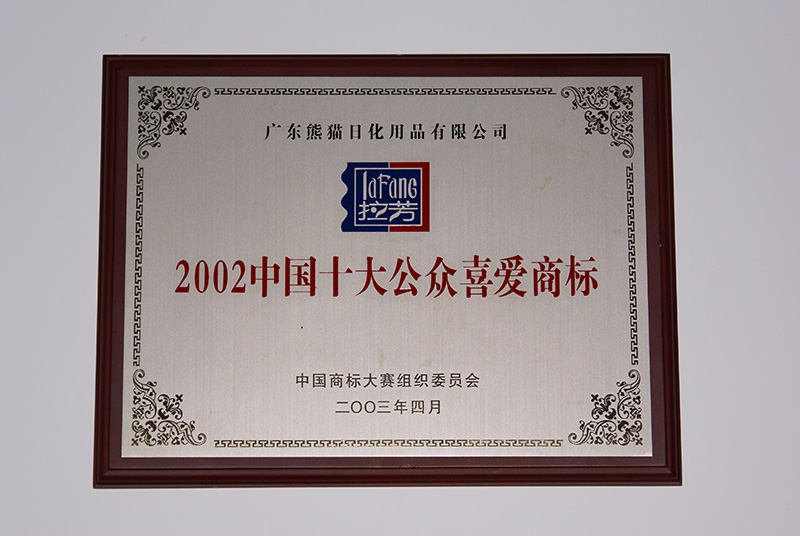 广东熊猫日化用品有限公司
laFang
拉芳
2002中国十大公众喜爱商标
中国商标大赛组织委员会
二〇〇三年四月